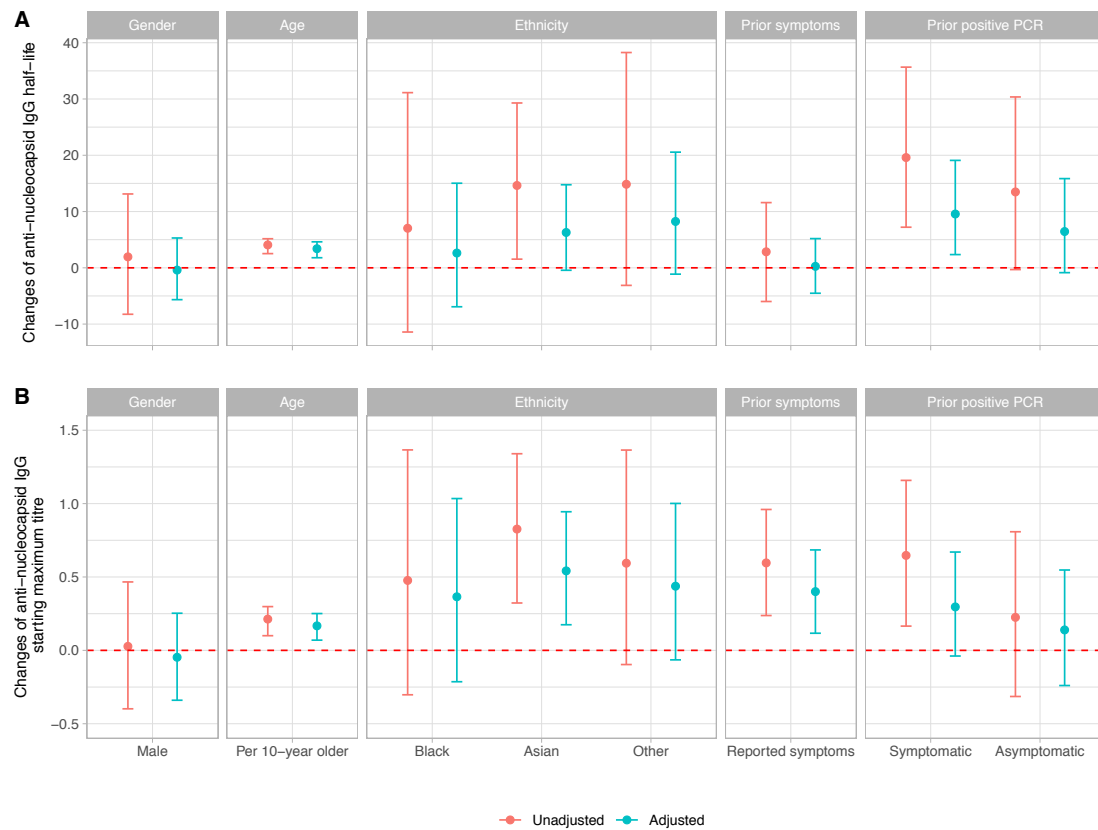 A
Gender Age Ethnicity Prior symptoms Prior positive PCR
Changes of anti−nucleocapsid IgG half−life
40
30
20
10
0
−10
B
Gender Age Ethnicity Prior symptoms Prior positive PCR
Changes of anti−nucleocapsid IgG
starting maximum titre
1.5
1.0
0.5
0.0
−0.5
Male Per 10−year older Black Asian Other Reported symptoms Symptomatic Asymptomatic
Unadjusted Adjusted